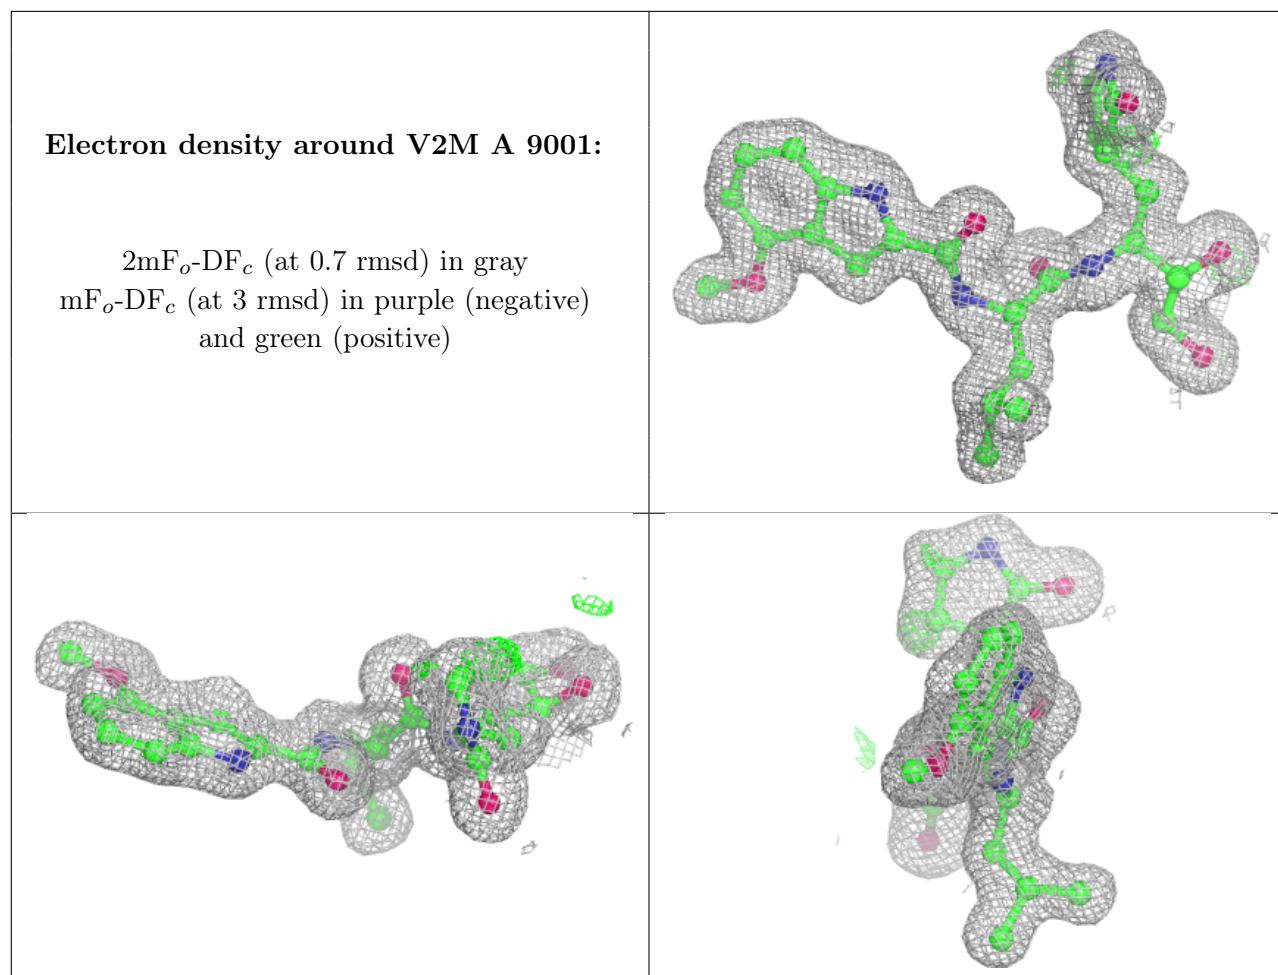 Electron density around V2M A 9001:
2mFo-DFc (at 0.7 rmsd) in gray
mFo-DFc (at 3 rmsd) in purple (negative)
and green (positive)